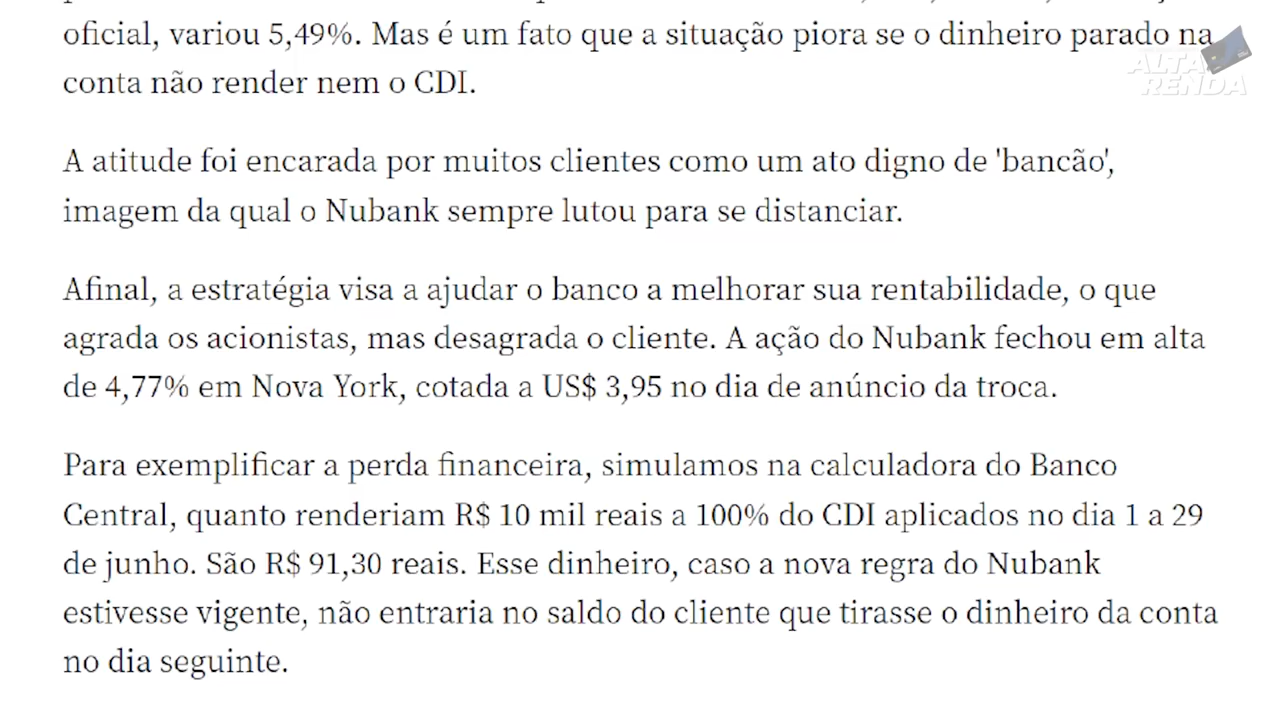 oficial, variou 5,49%. Mas é um fato que a situação piora se o dinheiro parado na
conta não render nem o CDI.
ALTA
RENDA
A atitude foi encarada por muitos clientes como um ato digno de 'bancão',
imagem da qual o Nubank sempre lutou para se distanciar.
Afinal, a estratégia visa a ajudar o banco a melhorar sua rentabilidade, o que
agrada os acionistas, mas desagrada o cliente. A ação do Nubank fechou em alta
de 4,77% em Nova York, cotada a US$ 3,95 no dia de anúncio da troca.
Para exemplificar a perda financeira, simulamos na calculadora do Banco
Central, quanto renderiam R$ 10 mil reais a 100% do CDI aplicados no dia 1 a 29
de junho. São R$ 91,30 reais. Esse dinheiro, caso a nova regra do Nubank
estivesse vigente, não entraria no saldo do cliente que tirasse o dinheiro da conta
no dia seguinte.